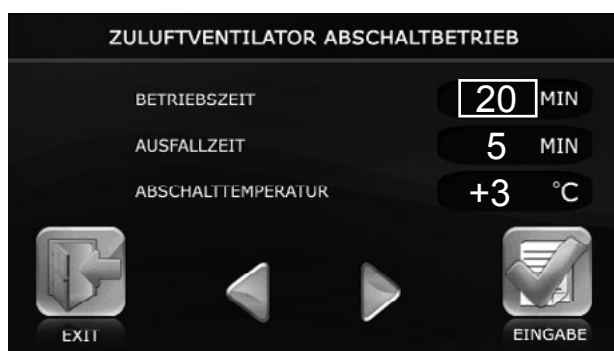 ZULUFTVENTILATOR ABSCHALTBETRIEB
BETRIEBSZEIT 20 MIN
AUSFALLZEIT 5 MIN
ABSCHALTTEMPERATUR +3 °C
EXIT EINGABE